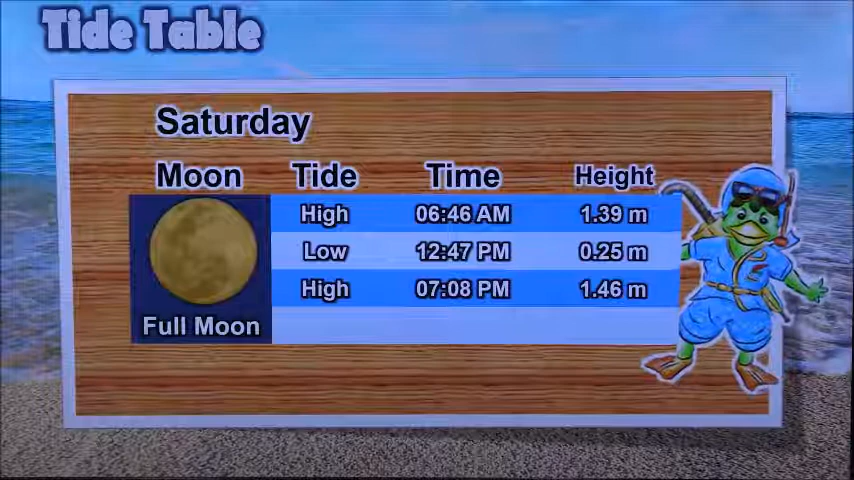 Tide Table
Saturday
Moon Tide Time Height
High 06:46 AM 1.39 m
Low 12:47 PM 0.25 m
High 07:08 PM 1.46 m
Full Moon